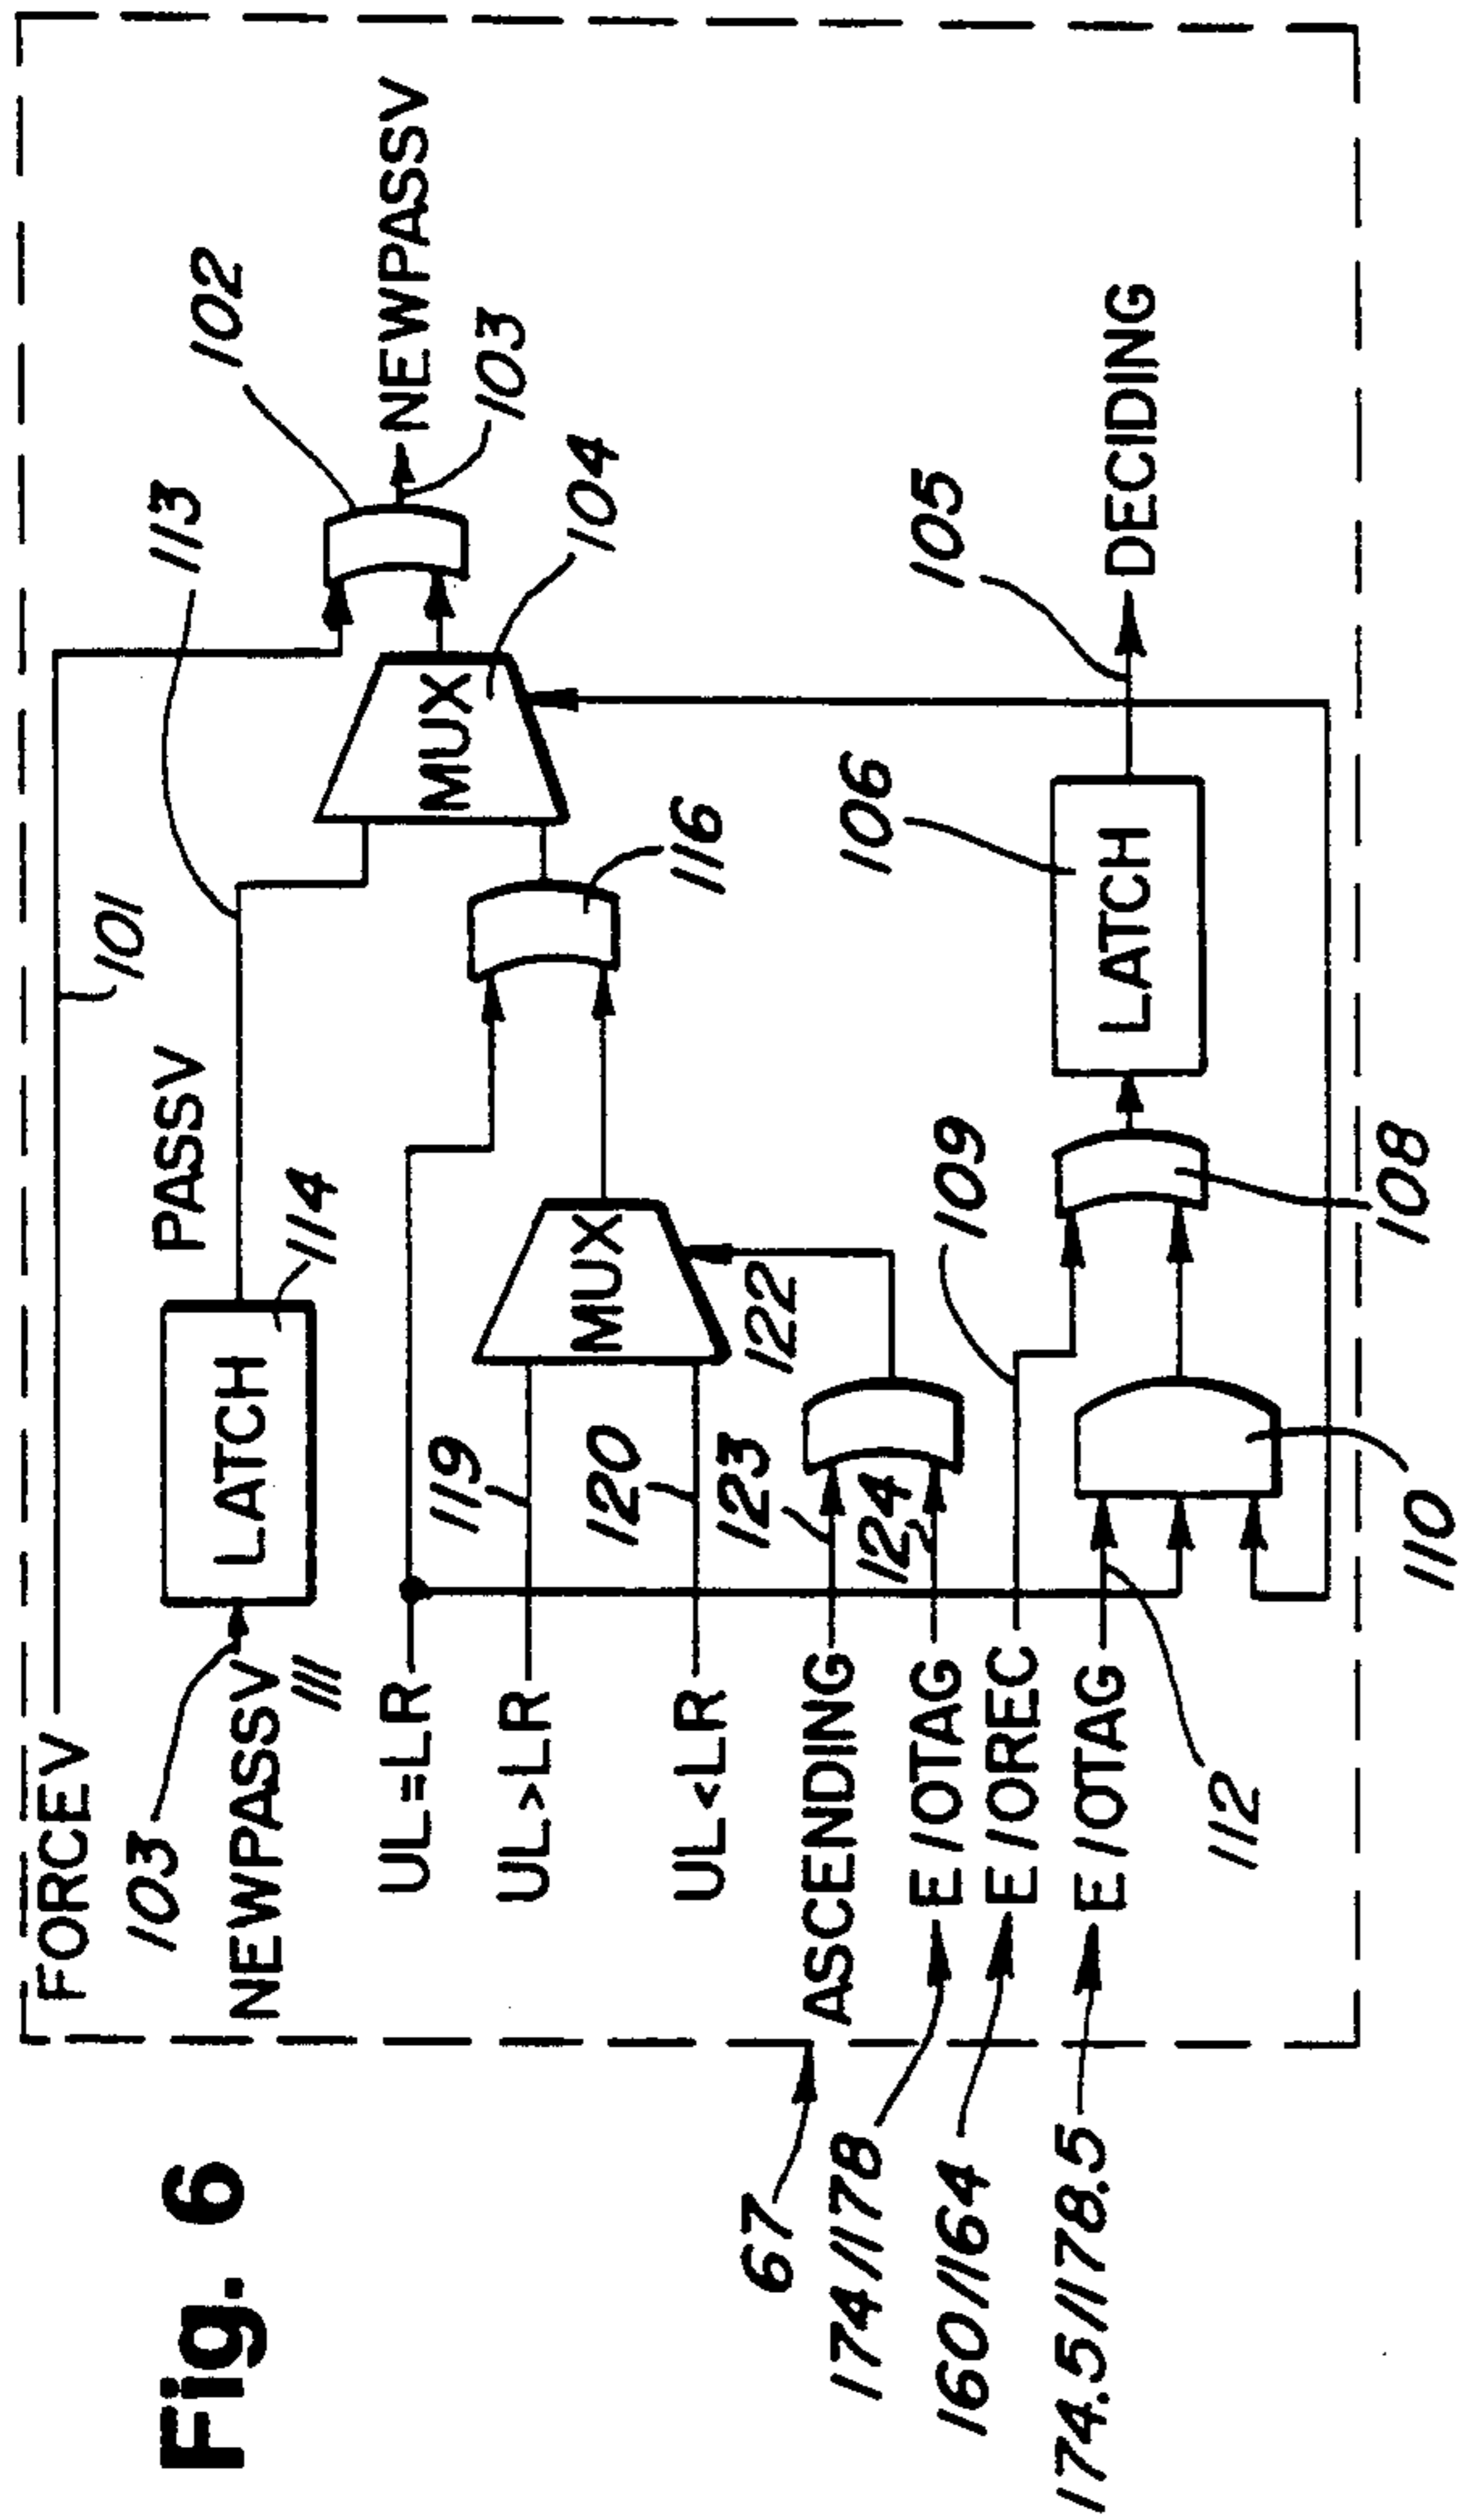 Fig. 6
FORCEV
101
113
102
103
NEWPASSV
111
LATCH
114
PASSV
MUX
104
103
NEWPASSV
UL=LR
UL>LR
119
UL<LR
120
MUX
122
116
ASCENDING
123
E/OTAG
124
E/OREC
109
E/OTAG
112
110
108
LATCH
106
105
DECIDING
67
174//178
160//164
174.5//178.5